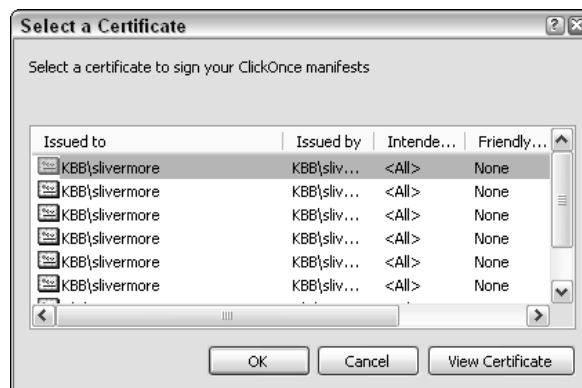 Select a Certificate
Select a certificate to sign your ClickOnce manifests
Issued to Issued by Intende... Friendly...
KBB\slivermore KBB\sliv... <All> None
KBB\slivermore KBB\sliv... <All> None
KBB\slivermore KBB\sliv... <All> None
KBB\slivermore KBB\sliv... <All> None
KBB\slivermore KBB\sliv... <All> None
KBB\slivermore KBB\sliv... <All> None
OK Cancel View Certificate